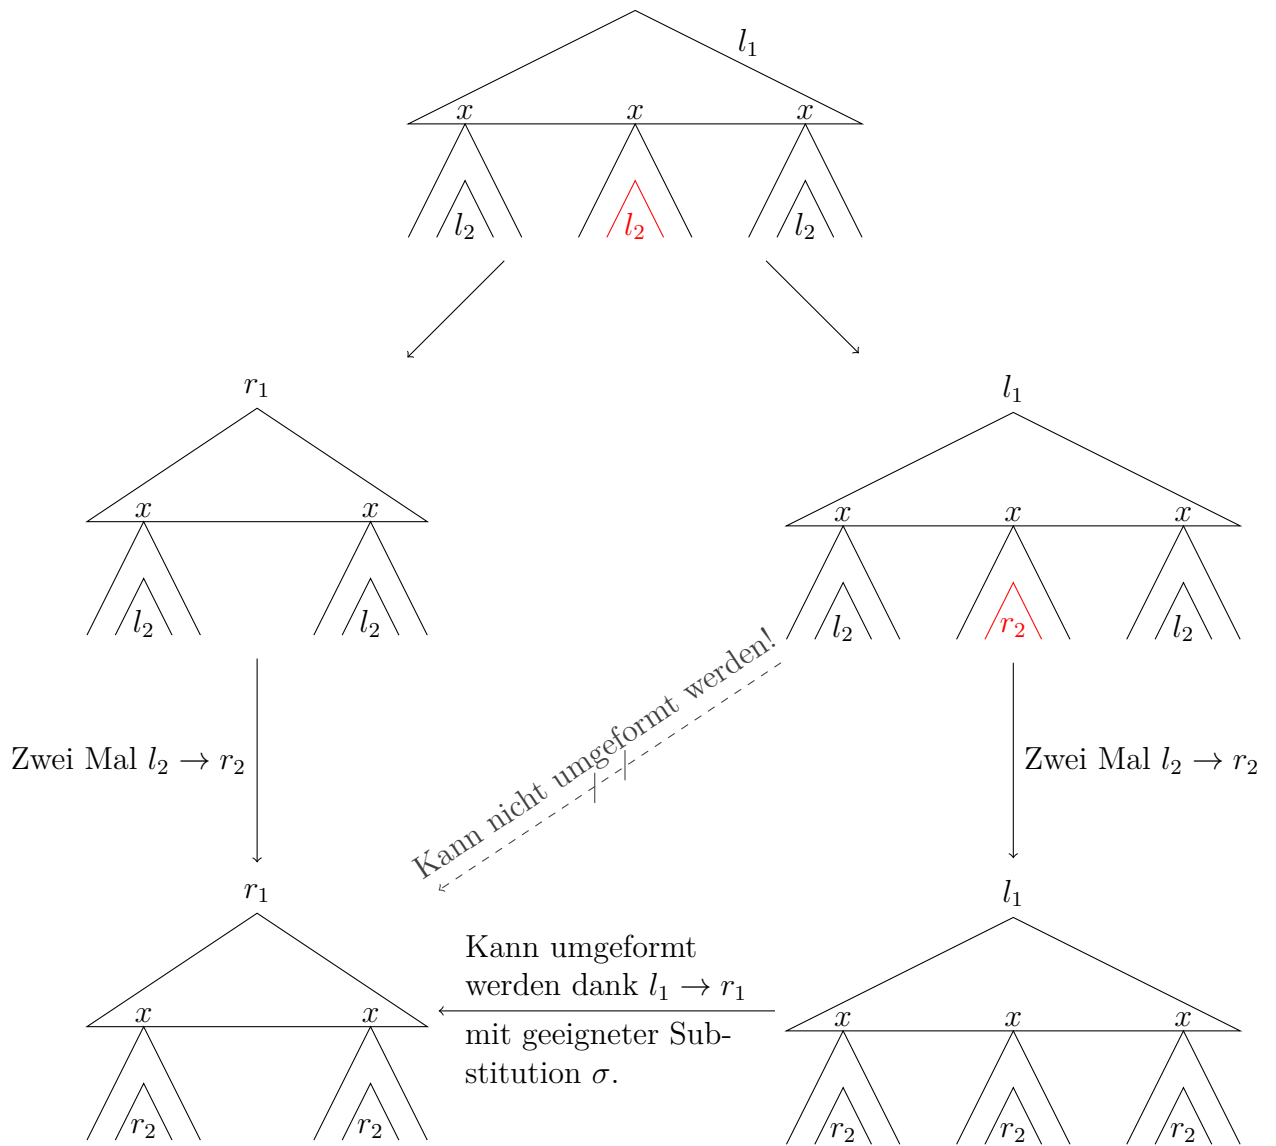 l₁
x x x
l₂ l₂ l₂
r₁
l₁
x x
x x x
l₂ l₂
l₂ r₂ l₂
Kann nicht umgeformt werden!
Zwei Mal l₂ → r₂
Zwei Mal l₂ → r₂
r₁
l₁
Kann umgeformt
werden dank l₁ → r₁
mit geeigneter Sub-
stitution σ.
x x
x x x
r₂ r₂
r₂ r₂ r₂